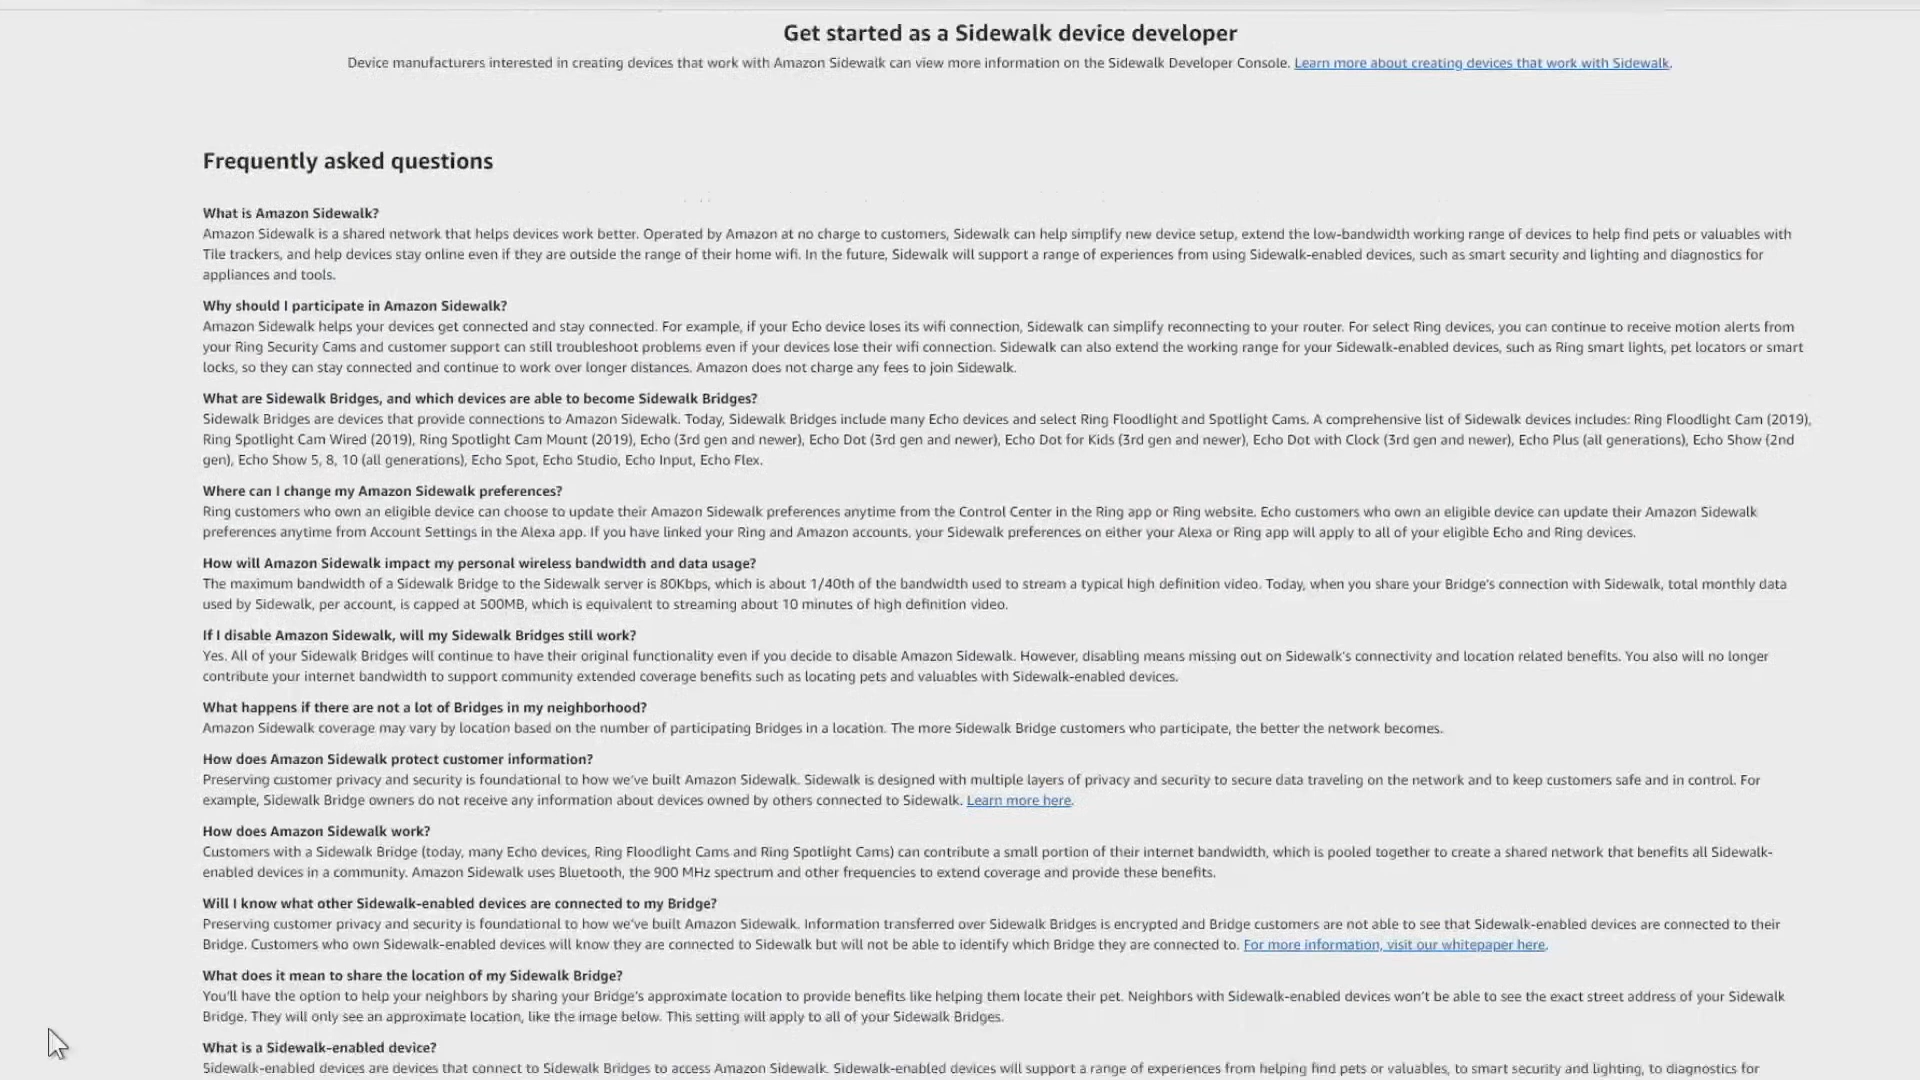 Get started as a Sidewalk device developer
Device manufacturers interested in creating devices that work with Amazon Sidewalk can view more information on the Sidewalk Developer Console. Learn more about creating devices that work with Sidewalk.
Frequently asked questions
What is Amazon Sidewalk?
Amazon Sidewalk is a shared network that helps devices work better. Operated by Amazon at no charge to customers, Sidewalk can help simplify new device setup, extend the low-bandwidth working range of devices to help find pets or valuables with
Tile trackers, and help devices stay online even if they are outside the range of their home wifi. In the future, Sidewalk will support a range of experiences from using Sidewalk-enabled devices, such as smart security and lighting and diagnostics for
appliances and tools.
Why should I participate in Amazon Sidewalk?
Amazon Sidewalk helps your devices get connected and stay connected. For example, if your Echo device loses its wifi connection, Sidewalk can simplify reconnecting to your router. For select Ring devices, you can continue to receive motion alerts from
your Ring Security Cams and customer support can still troubleshoot problems even if your devices lose their wifi connection. Sidewalk can also extend the working range for your Sidewalk-enabled devices, such as Ring smart lights, pet locators or smart
locks, so they can stay connected and continue to work over longer distances. Amazon does not charge any fees to join Sidewalk.
What are Sidewalk Bridges, and which devices are able to become Sidewalk Bridges?
Sidewalk Bridges are devices that provide connections to Amazon Sidewalk. Today, Sidewalk Bridges include many Echo devices and select Ring Floodlight and Spotlight Cams. A comprehensive list of Sidewalk devices includes: Ring Floodlight Cam (2019),
Ring Spotlight Cam Wired (2019), Ring Spotlight Cam Mount (2019), Echo (3rd gen and newer), Echo Dot (3rd gen and newer), Echo Dot for Kids (3rd gen and newer), Echo Dot with Clock (3rd gen and newer), Echo Plus (all generations), Echo Show (2nd
gen), Echo Show 5, 8, 10 (all generations), Echo Spot, Echo Studio, Echo Input, Echo Flex.
Where can I change my Amazon Sidewalk preferences?
Ring customers who own an eligible device can choose to update their Amazon Sidewalk preferences anytime from the Control Center in the Ring app or Ring website. Echo customers who own an eligible device can update their Amazon Sidewalk
preferences anytime from Account Settings in the Alexa app. If you have linked your Ring and Amazon accounts, your Sidewalk preferences on either your Alexa or Ring app will apply to all of your eligible Echo and Ring devices.
How will Amazon Sidewalk impact my personal wireless bandwidth and data usage?
The maximum bandwidth of a Sidewalk Bridge to the Sidewalk server is 80Kbps, which is about 1/40th of the bandwidth used to stream a typical high definition video. Today, when you share your Bridge's connection with Sidewalk, total monthly data
used by Sidewalk, per account, is capped at 500MB, which is equivalent to streaming about 10 minutes of high definition video.
If I disable Amazon Sidewalk, will my Sidewalk Bridges still work?
Yes. All of your Sidewalk Bridges will continue to have their original functionality even if you decide to disable Amazon Sidewalk. However, disabling means missing out on Sidewalk's connectivity and location related benefits. You also will no longer
contribute your internet bandwidth to support community extended coverage benefits such as locating pets and valuables with Sidewalk-enabled devices.
What happens if there are not a lot of Bridges in my neighborhood?
Amazon Sidewalk coverage may vary by location based on the number of participating Bridges in a location. The more Sidewalk Bridge customers who participate, the better the network becomes.
How does Amazon Sidewalk protect customer information?
Preserving customer privacy and security is foundational to how we've built Amazon Sidewalk. Sidewalk is designed with multiple layers of privacy and security to secure data traveling on the network and to keep customers safe and in control. For
example, Sidewalk Bridge owners do not receive any information about devices owned by others connected to Sidewalk. Learn more here.
How does Amazon Sidewalk work?
Customers with a Sidewalk Bridge (today, many Echo devices, Ring Floodlight Cams and Ring Spotlight Cams) can contribute a small portion of their internet bandwidth, which is pooled together to create a shared network that benefits all Sidewalk-
enabled devices in a community. Amazon Sidewalk uses Bluetooth, the 900 MHz spectrum and other frequencies to extend coverage and provide these benefits.
Will I know what other Sidewalk-enabled devices are connected to my Bridge?
Preserving customer privacy and security is foundational to how we've built Amazon Sidewalk. Information transferred over Sidewalk Bridges is encrypted and Bridge customers are not able to see that Sidewalk-enabled devices are connected to their
Bridge. Customers who own Sidewalk-enabled devices will know they are connected to Sidewalk but will not be able to identify which Bridge they are connected to. For more information, visit our whitepaper here.
What does it mean to share the location of my Sidewalk Bridge?
You'll have the option to help your neighbors by sharing your Bridge's approximate location to provide benefits like helping them locate their pet. Neighbors with Sidewalk-enabled devices won't be able to see the exact street address of your Sidewalk
Bridge. They will only see an approximate location, like the image below. This setting will apply to all of your Sidewalk Bridges.
What is a Sidewalk-enabled device?
Sidewalk-enabled devices are devices that connect to Sidewalk Bridges to access Amazon Sidewalk. Sidewalk-enabled devices will support a range of experiences from helping find pets or valuables, to smart security and lighting, to diagnostics for